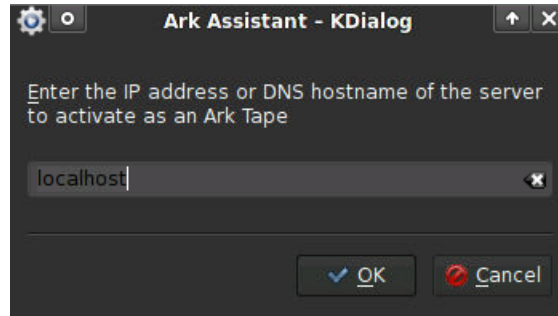 Ark Assistant - KDialog
Enter the IP address or DNS hostname of the server
to activate as an Ark Tape
localhost
OK
Cancel